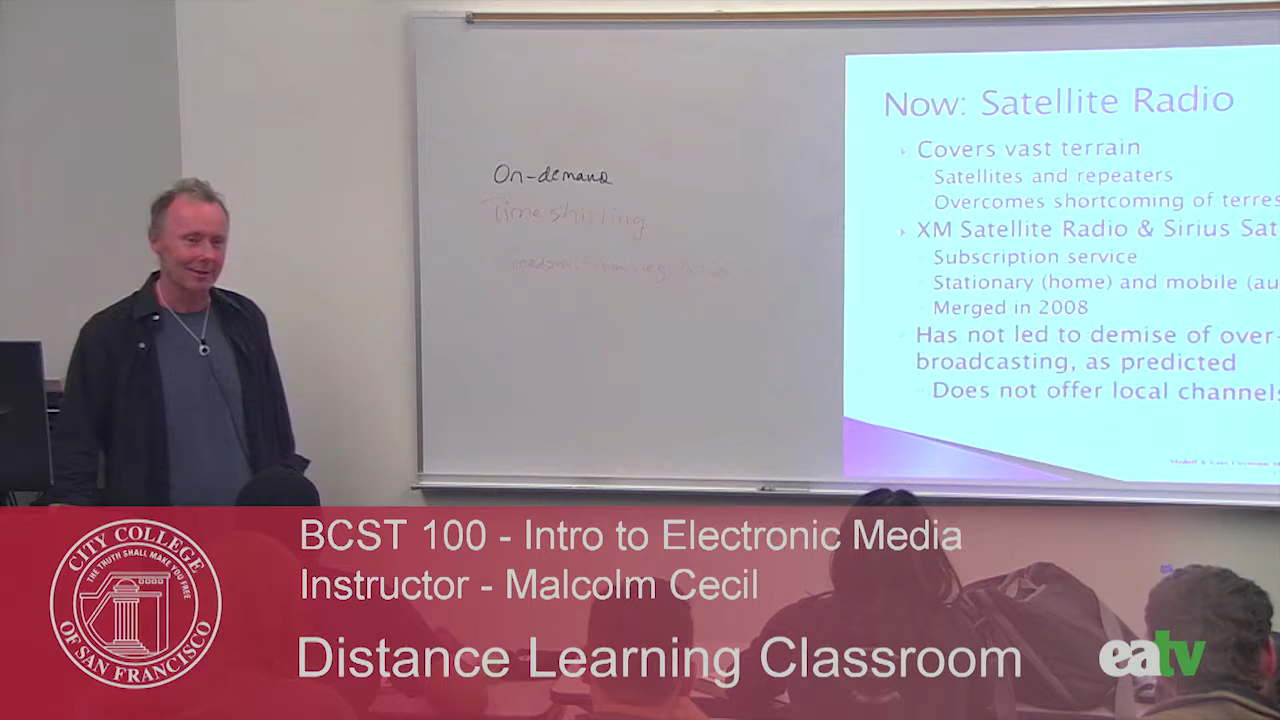 On-demand
Time shifting
Now: Satellite Radio
Covers vast terrain
Satellites and repeaters
Overcomes shortcoming of terres
XM Satellite Radio & Sirius Sat
Subscription service
Stationary (home) and mobile (au
Merged in 2008
Has not led to demise of over-
broadcasting, as predicted
Does not offer local channels
CITY COLLEGE
THE TRUTH SHALL MAKE YOU FREE
OF SAN FRANCISCO
BCST 100 - Intro to Electronic Media
Instructor - Malcolm Cecil
Distance Learning Classroom
eatv